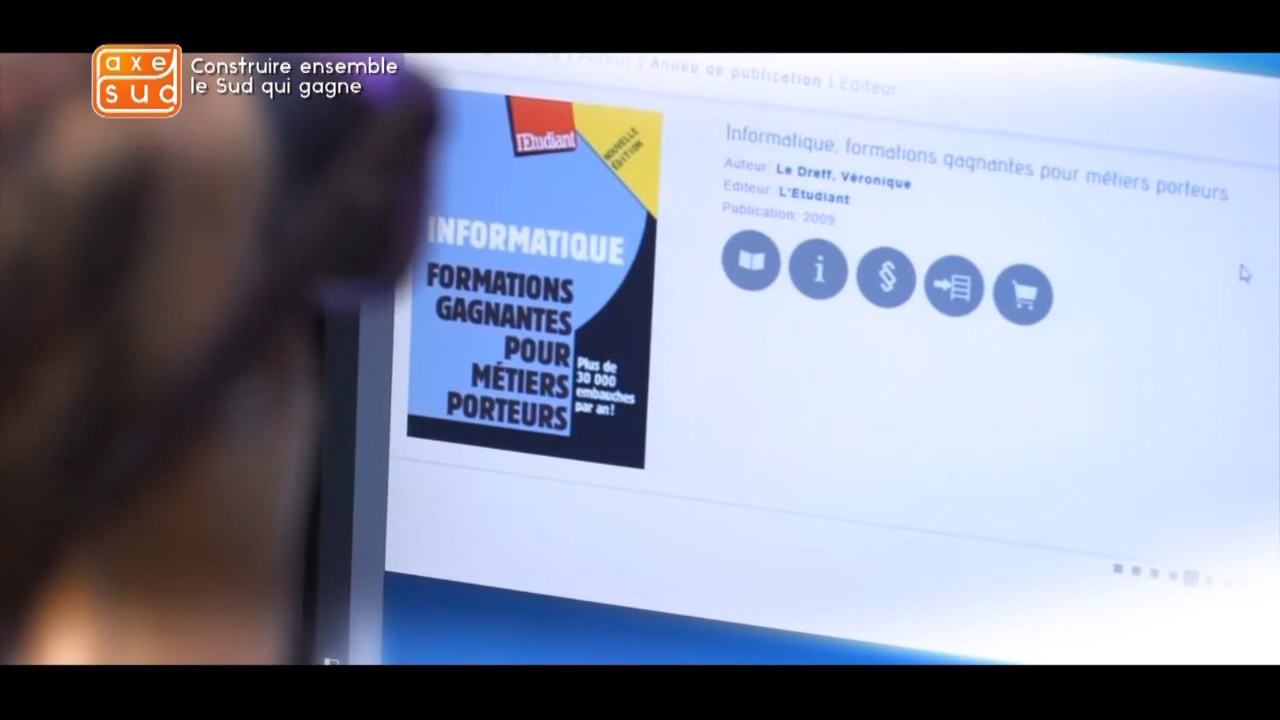 axe
sud
Construire ensemble
le Sud qui gagne
Auteur | Année de publication | Editeur
l'Etudiant
NOUVELLE
ÉDITION
INFORMATIQUE
FORMATIONS
GAGNANTES
POUR
MÉTIERS
PORTEURS
Plus de
30 000
embauches
par an!
Informatique, formations gagnantes pour métiers porteurs
Auteur: Le Dreff, Véronique
Editeur: L'Etudiant
Publication: 2009